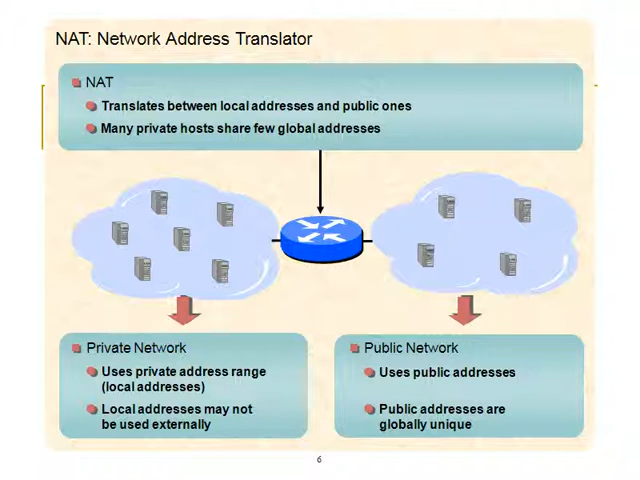 NAT: Network Address Translator
NAT
Translates between local addresses and public ones
Many private hosts share few global addresses
Private Network
Uses private address range
(local addresses)
Local addresses may not
be used externally
Public Network
Uses public addresses
Public addresses are
globally unique
6